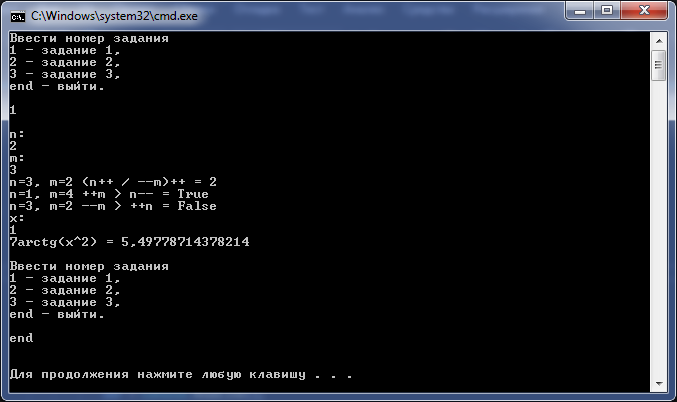 C:\Windows\system32\cmd.exe
Ввести номер задания
1 - задание 1,
2 - задание 2,
3 - задание 3,
end - выйти.
1
n:
2
m:
3
n=3, m=2 (n++ / --m)++ = 2
n=1, m=4 ++m > n-- = True
n=3, m=2 --m > ++n = False
x:
1
7arctg(x^2) = 5,49778714378214
Ввести номер задания
1 - задание 1,
2 - задание 2,
3 - задание 3,
end - выйти.
end
Для продолжения нажмите любую клавишу . . .